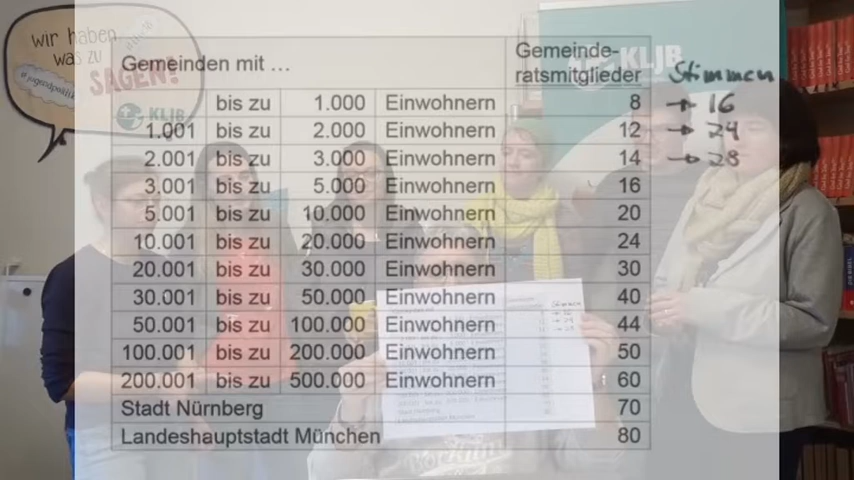 wir haben
was zu
SAGEN!
KLJB
KLJB
Gemeinden mit … Gemeinde-
ratsmitglieder Stimmen
bis zu 1.000 Einwohnern 8 → 16
1.001 bis zu 2.000 Einwohnern 12 → 24
2.001 bis zu 3.000 Einwohnern 14 → 28
3.001 bis zu 5.000 Einwohnern 16
5.001 bis zu 10.000 Einwohnern 20
10.001 bis zu 20.000 Einwohnern 24
20.001 bis zu 30.000 Einwohnern 30
30.001 bis zu 50.000 Einwohnern 40
50.001 bis zu 100.000 Einwohnern 44
100.001 bis zu 200.000 Einwohnern 50
200.001 bis zu 500.000 Einwohnern 60
Stadt Nürnberg 70
Landeshauptstadt München 80